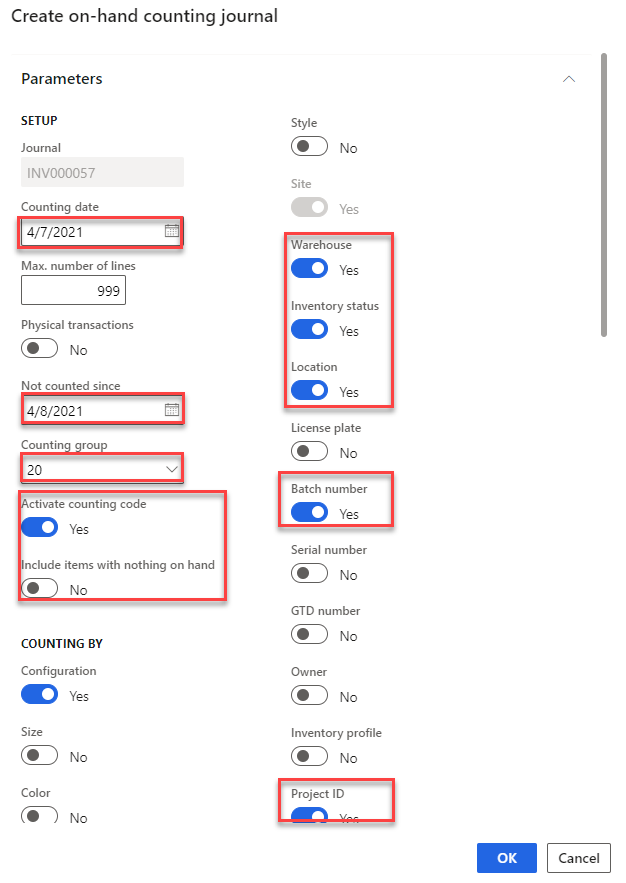 Create on-hand counting journal
Parameters
SETUP
Journal
INV000057
Counting date
4/7/2021
Max. number of lines
999
Physical transactions
No
Not counted since
4/8/2021
Counting group
20
Activate counting code
Yes
Include items with nothing on hand
No
COUNTING BY
Configuration
Yes
Size
No
Color
No
Style
No
Site
Yes
Warehouse
Yes
Inventory status
Yes
Location
Yes
License plate
No
Batch number
Yes
Serial number
No
GTD number
No
Owner
No
Inventory profile
No
Project ID
Yes
OK
Cancel